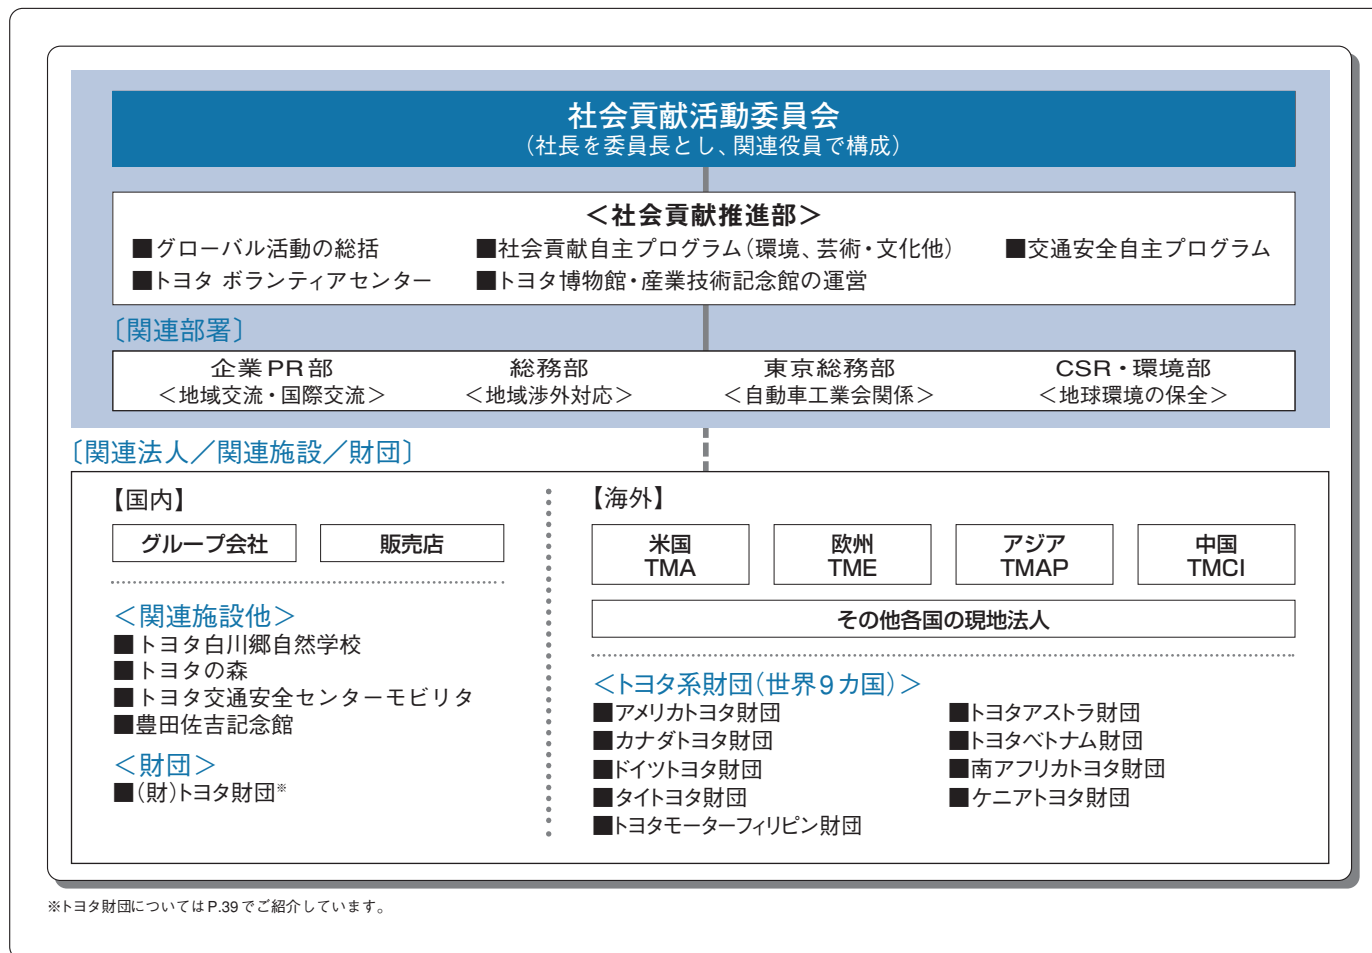 社会貢献活動委員会
（社長を委員長とし、関連役員で構成）
＜社会貢献推進部＞
■グローバル活動の総括 ■社会貢献自主プログラム（環境、芸術・文化他） ■交通安全自主プログラム
■トヨタ ボランティアセンター ■トヨタ博物館・産業技術記念館の運営
〔関連部署〕
企業PR部 総務部 東京総務部 CSR・環境部
＜地域交流・国際交流＞ ＜地域渉外対応＞ ＜自動車工業会関係＞ ＜地球環境の保全＞
〔関連法人／関連施設／財団〕
【国内】
グループ会社 販売店
＜関連施設他＞
■トヨタ白川郷自然学校
■トヨタの森
■トヨタ交通安全センターモビリタ
■豊田佐吉記念館
＜財団＞
■（財）トヨタ財団※
【海外】
米国 欧州 アジア 中国
TMA TME TMAP TMCI
その他各国の現地法人
＜トヨタ系財団（世界9カ国）＞
■アメリカトヨタ財団 ■トヨタアストラ財団
■カナダトヨタ財団 ■トヨタベトナム財団
■ドイツトヨタ財団 ■南アフリカトヨタ財団
■タイトヨタ財団 ■ケニアトヨタ財団
■トヨタモーターフィリピン財団
※トヨタ財団についてはP.39でご紹介しています。